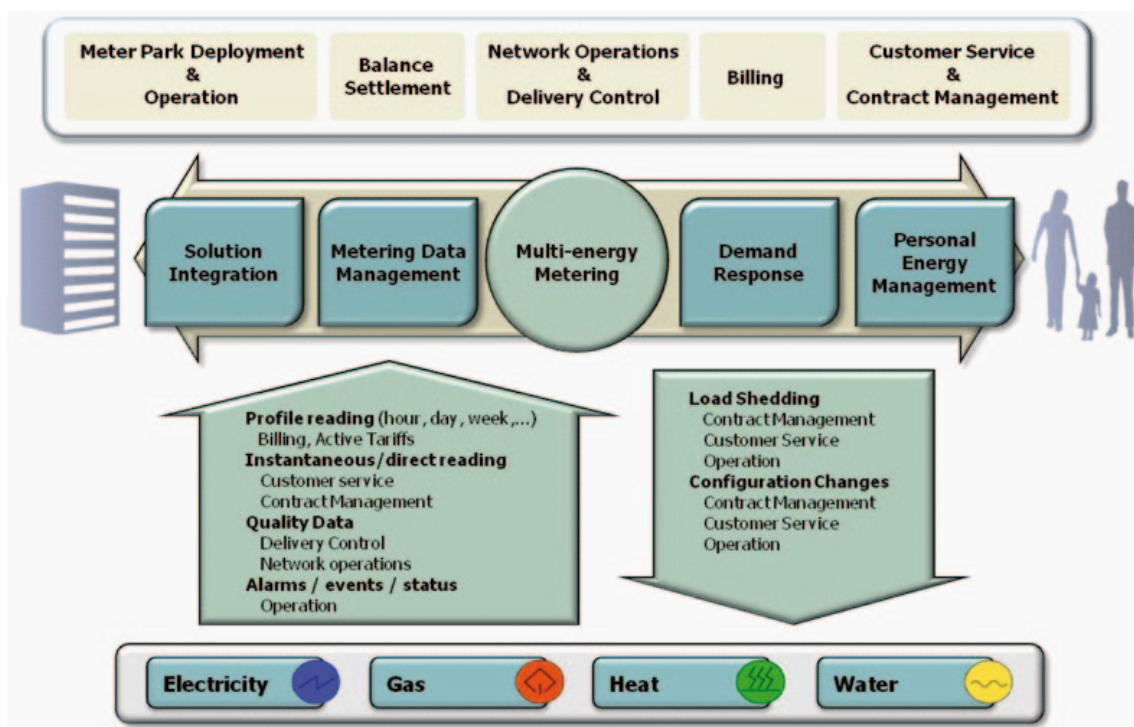 Meter Park Deployment
&
Operation
Balance
Settlement
Network Operations
&
Delivery Control
Billing
Customer Service
&
Contract Management
Solution
Integration
Metering Data
Management
Multi-energy
Metering
Demand
Response
Personal
Energy
Management
Profile reading (hour, day, week,...)
Billing, Active Tariffs
Instantaneous/direct reading
Customer service
Contract Management
Quality Data
Delivery Control
Network operations
Alarms / events / status
Operation
Load Shedding
Contract Management
Customer Service
Operation
Configuration Changes
Contract Management
Customer Service
Operation
Electricity
Gas
Heat
Water